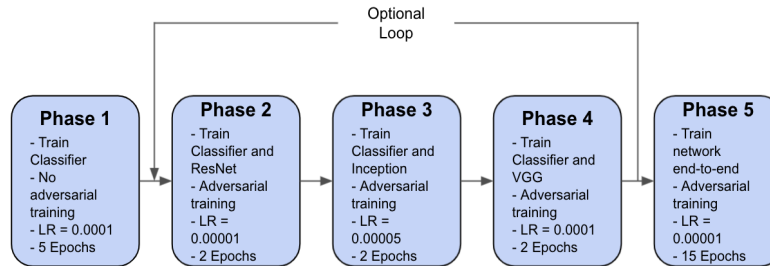 Optional
Loop
Phase 1
- Train
Classifier
- No
adversarial
training
- LR = 0.0001
- 5 Epochs
Phase 2
- Train
Classifier and
ResNet
- Adversarial
training
- LR =
0.00001
- 2 Epochs
Phase 3
- Train
Classifier and
Inception
- Adversarial
training
- LR =
0.00005
- 2 Epochs
Phase 4
- Train
Classifier and
VGG
- Adversarial
training
- LR = 0.0001
- 2 Epochs
Phase 5
- Train
network
end-to-end
- Adversarial
training
- LR =
0.00001
- 15 Epochs